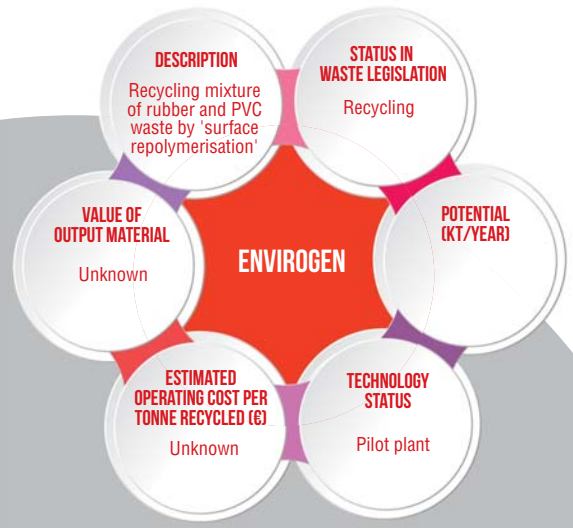 DESCRIPTION
Recycling mixture
of rubber and PVC
waste by 'surface
repolymerisation'
STATUS IN
WASTE LEGISLATION
Recycling
VALUE OF
OUTPUT MATERIAL
Unknown
ENVIROGEN
POTENTIAL
(KT/YEAR)
ESTIMATED
OPERATING COST PER
TONNE RECYCLED (€)
Unknown
TECHNOLOGY
STATUS
Pilot plant